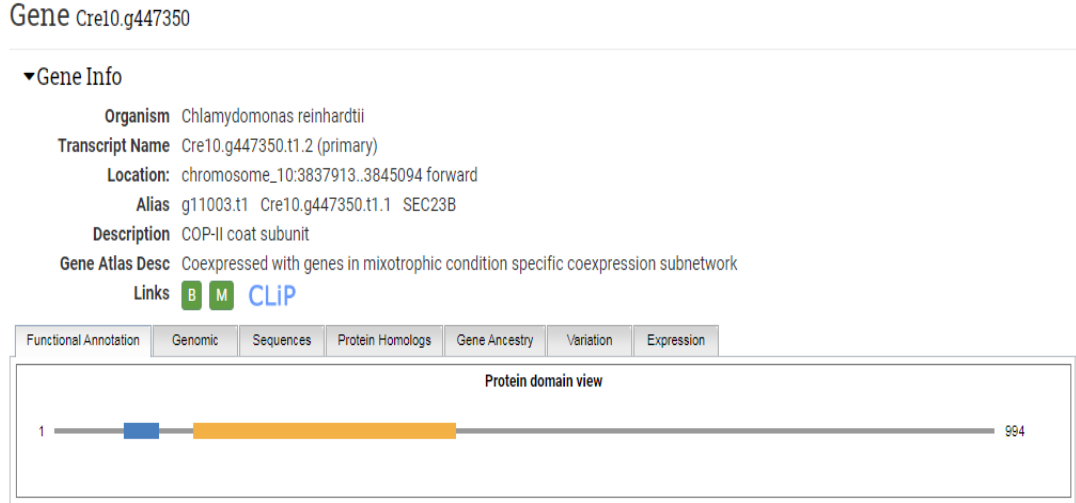 Gene Cre10.g447350
Gene Info
Organism Chlamydomonas reinhardtii
Transcript Name Cre10.g447350.t1.2 (primary)
Location: chromosome_10:3837913..3845094 forward
Alias g11003.t1 Cre10.g447350.t1.1 SEC23B
Description COP-II coat subunit
Gene Atlas Desc Coexpressed with genes in mixotrophic condition specific coexpression subnetwork
Links B M CLiP
Functional Annotation Genomic Sequences Protein Homologs Gene Ancestry Variation Expression
Protein domain view
1 994